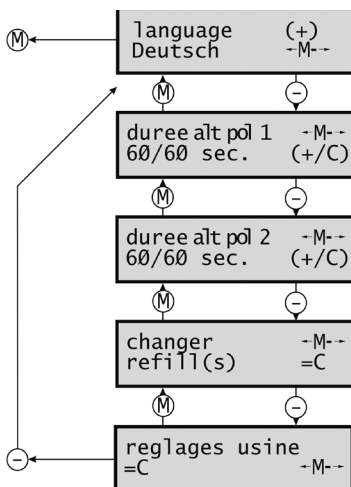 language (+)
Deutsch ←M-→
M
M −
duree alt pol 1 ←M-→
60/60 sec. (+/C)
M −
duree alt pol 2 ←M-→
60/60 sec. (+/C)
M −
changer ←M-→
refill(s) =C
M −
reglages usine
=C ←M-→
−